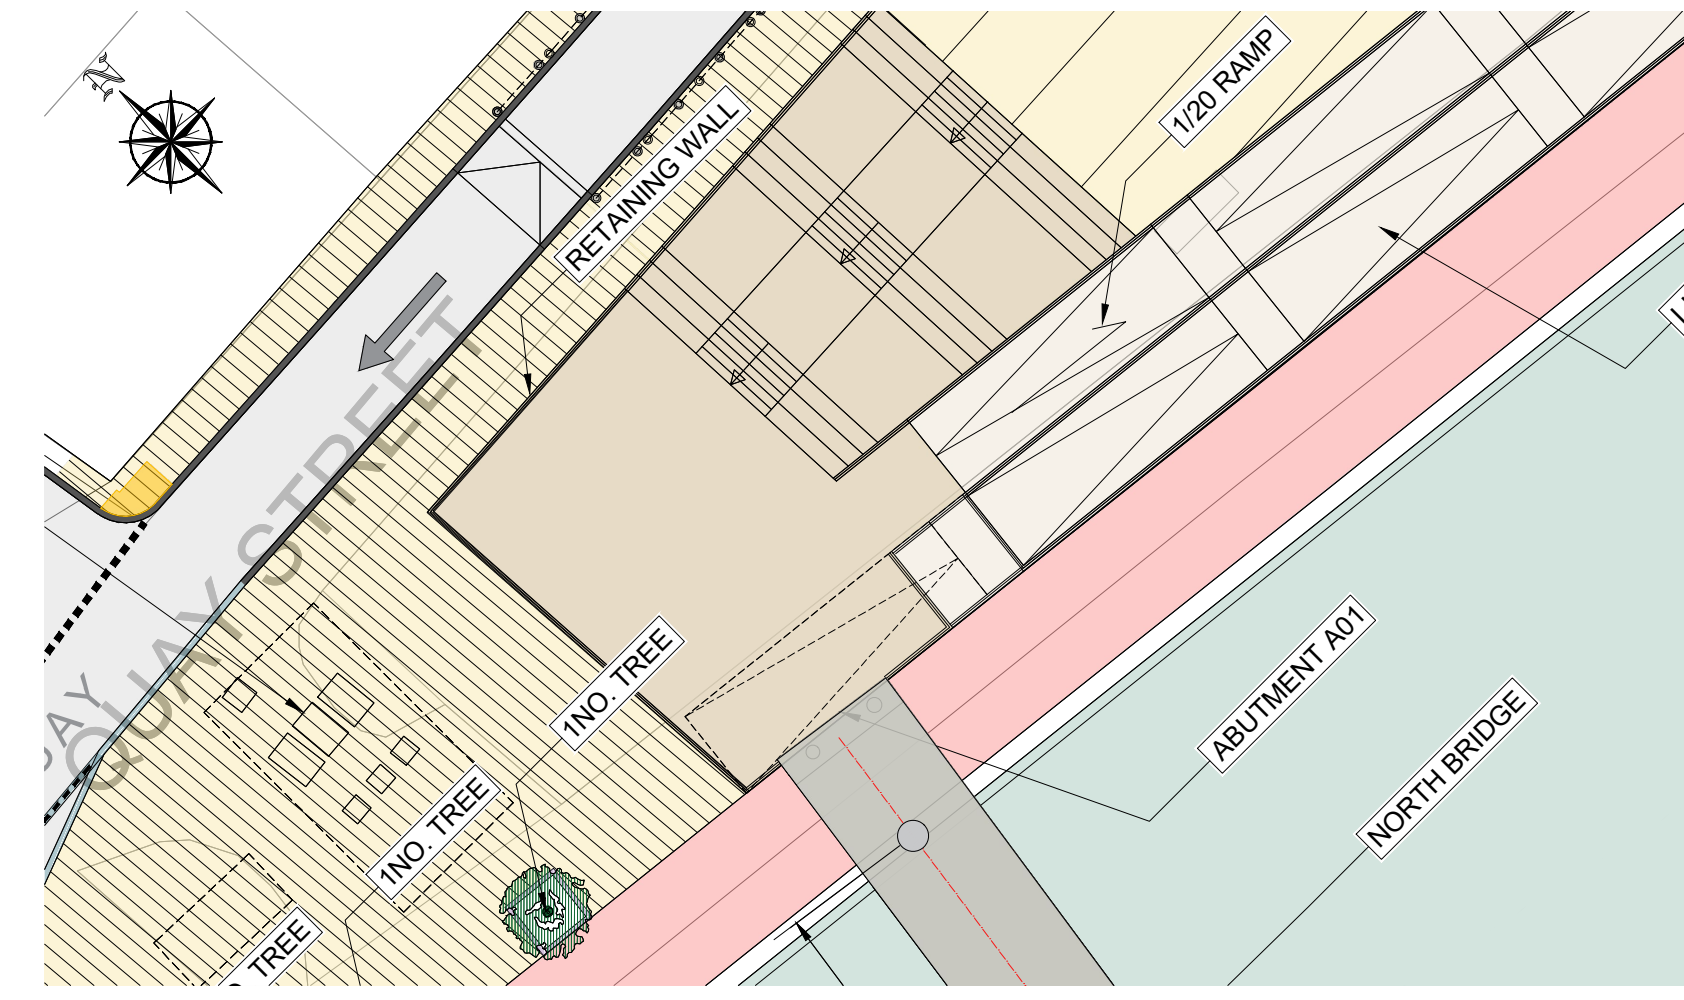 N
1/20 RAMP
RETAINING WALL
QUAY STREET
1NO. TREE
1NO. TREE
TREE
ABUTMENT A01
NORTH BRIDGE